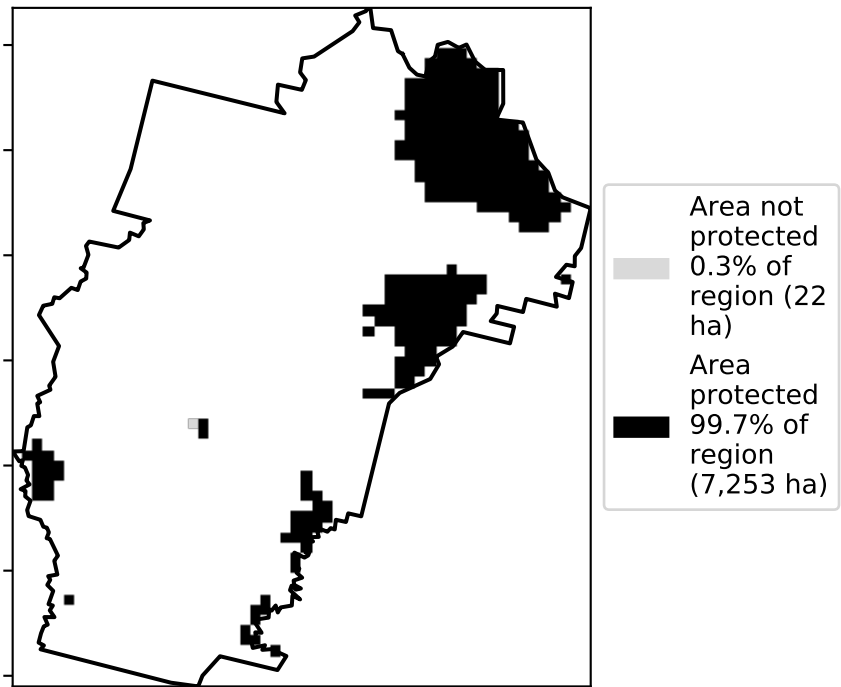 Area not
protected
0.3% of
region (22
ha)
Area
protected
99.7% of
region
(7,253 ha)